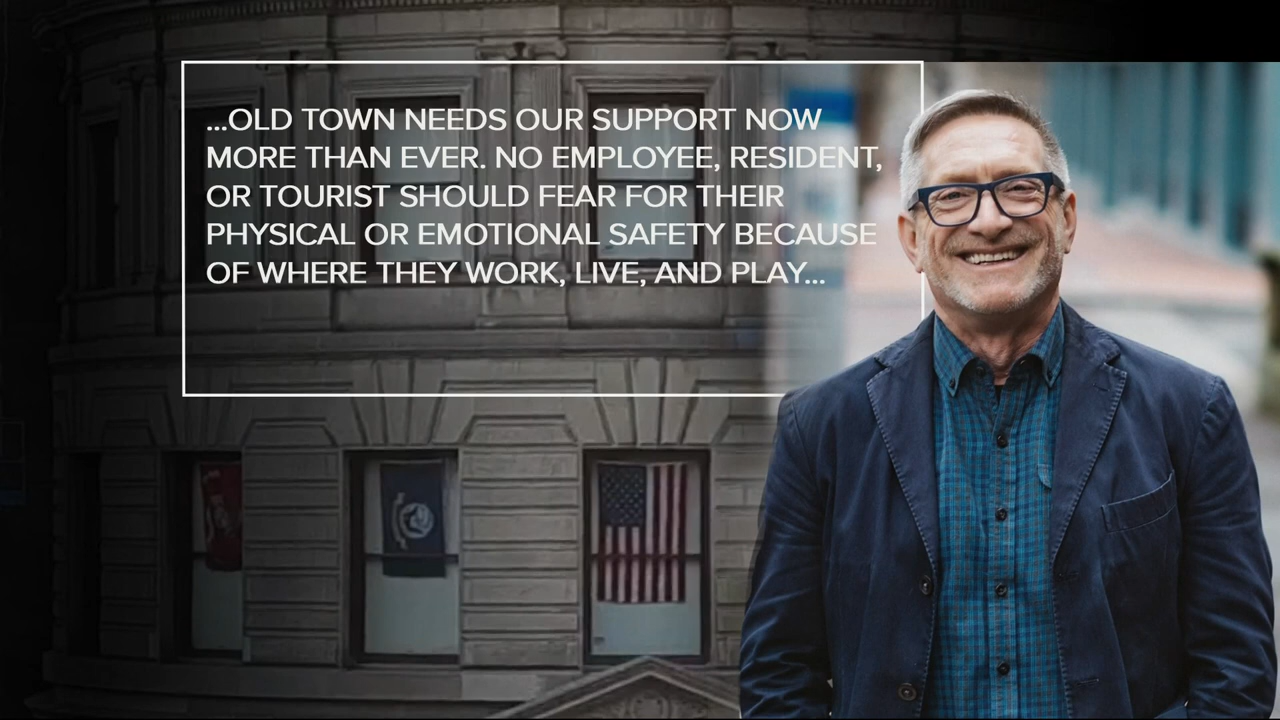 ...OLD TOWN NEEDS OUR SUPPORT NOW
MORE THAN EVER. NO EMPLOYEE, RESIDENT,
OR TOURIST SHOULD FEAR FOR THEIR
PHYSICAL OR EMOTIONAL SAFETY BECAUSE
OF WHERE THEY WORK, LIVE, AND PLAY...